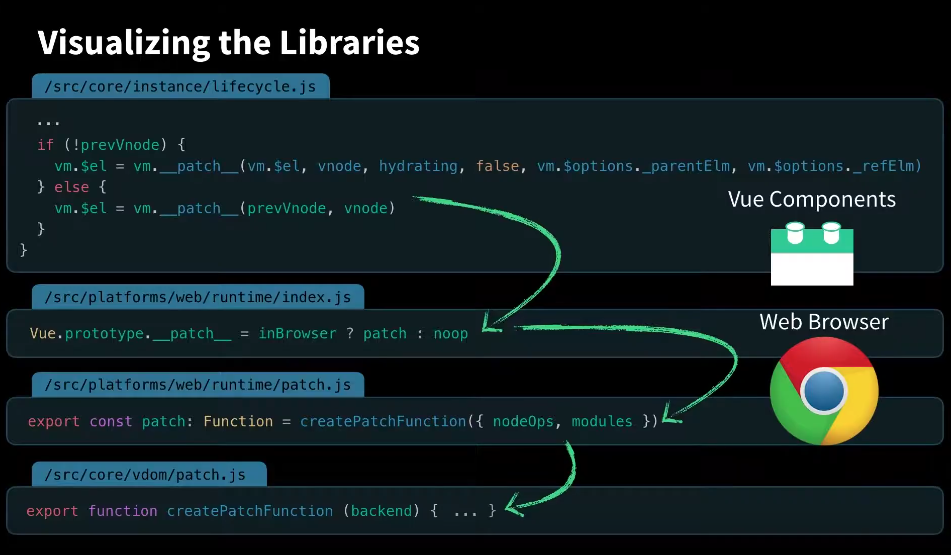 Visualizing the Libraries
/src/core/instance/lifecycle.js
...
if (!prevVnode) {
vm.$el = vm.__patch__(vm.$el, vnode, hydrating, false, vm.$options._parentElm, vm.$options._refElm)
} else {
vm.$el = vm.__patch__(prevVnode, vnode)
}
}
Vue Components
/src/platforms/web/runtime/index.js
Vue.prototype.__patch__ = inBrowser ? patch : noop
Web Browser
/src/platforms/web/runtime/patch.js
export const patch: Function = createPatchFunction({ nodeOps, modules })
/src/core/vdom/patch.js
export function createPatchFunction (backend) { ... }